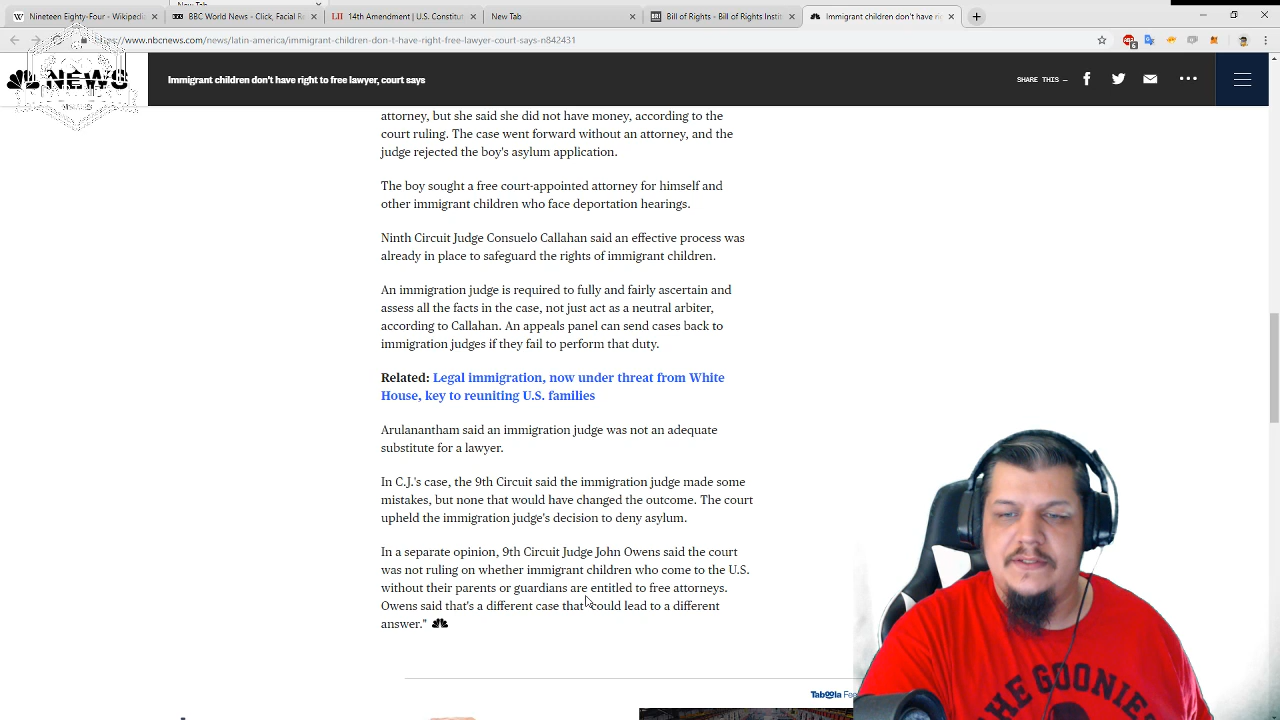 Nineteen Eighty-Four - Wikipedi
BBC World News - Click, Facial Re
14th Amendment | U.S. Constitut
New Tab
Bill of Rights - Bill of Rights Insti
Immigrant children don't have ri
www.nbcnews.com/news/latin-america/immigrant-children-don-t-have-right-free-lawyer-court-says-n842431
NEWS
Immigrant children don't have right to free lawyer, court says
SHARE THIS —
attorney, but she said she did not have money, according to the
court ruling. The case went forward without an attorney, and the
judge rejected the boy's asylum application.
The boy sought a free court-appointed attorney for himself and
other immigrant children who face deportation hearings.
Ninth Circuit Judge Consuelo Callahan said an effective process was
already in place to safeguard the rights of immigrant children.
An immigration judge is required to fully and fairly ascertain and
assess all the facts in the case, not just act as a neutral arbiter,
according to Callahan. An appeals panel can send cases back to
immigration judges if they fail to perform that duty.
Related: Legal immigration, now under threat from White
House, key to reuniting U.S. families
Arulanantham said an immigration judge was not an adequate
substitute for a lawyer.
In C.J.'s case, the 9th Circuit said the immigration judge made some
mistakes, but none that would have changed the outcome. The court
upheld the immigration judge's decision to deny asylum.
In a separate opinion, 9th Circuit Judge John Owens said the court
was not ruling on whether immigrant children who come to the U.S.
without their parents or guardians are entitled to free attorneys.
Owens said that's a different case that could lead to a different
answer."
THE GOONIES
Taboola Fee